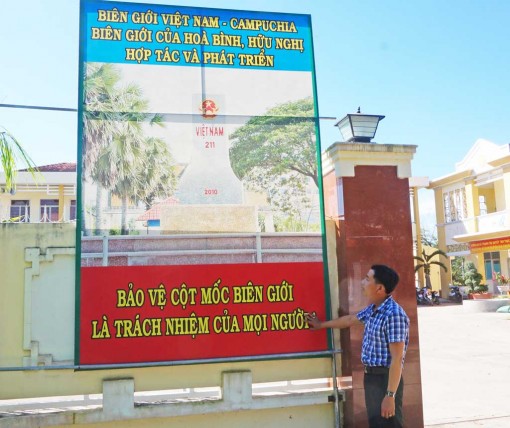 BIÊN GIỚI VIỆT NAM - CAMPUCHIA
BIÊN GIỚI CỦA HOÀ BÌNH, HỮU NGHỊ
HỢP TÁC VÀ PHÁT TRIỂN
VIỆT NAM
211
2010
BẢO VỆ CỘT MỐC BIÊN GIỚI
LÀ TRÁCH NHIỆM CỦA MỌI NGƯỜI